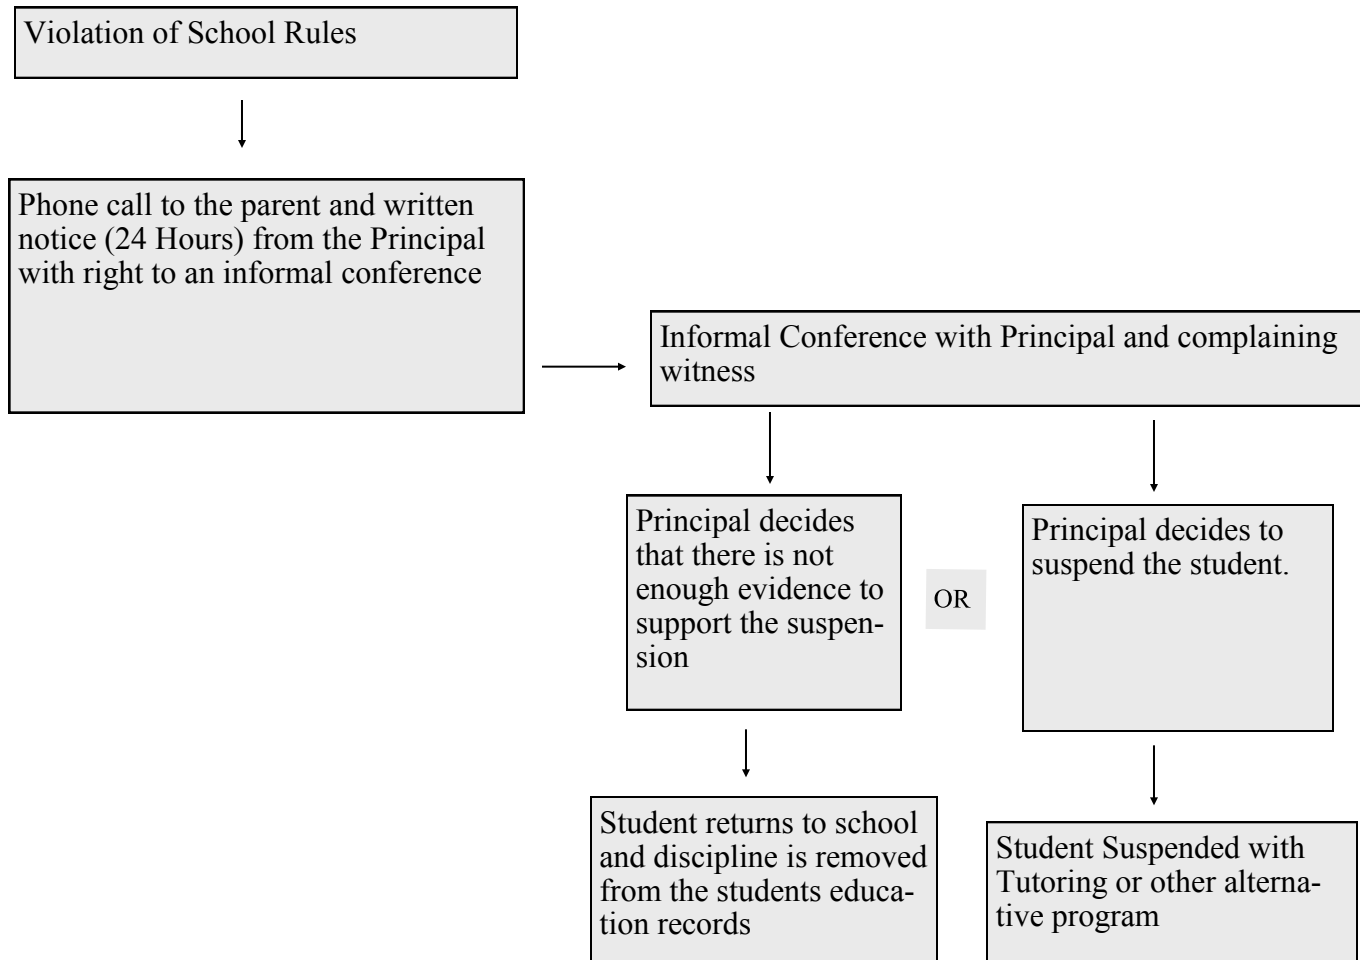 Violation of School Rules
Phone call to the parent and written
notice (24 Hours) from the Principal
with right to an informal conference
Informal Conference with Principal and complaining
witness
Principal decides
that there is not
enough evidence to
support the suspen-
sion
OR
Principal decides to
suspend the student.
Student returns to school
and discipline is removed
from the students educa-
tion records
Student Suspended with
Tutoring or other alterna-
tive program